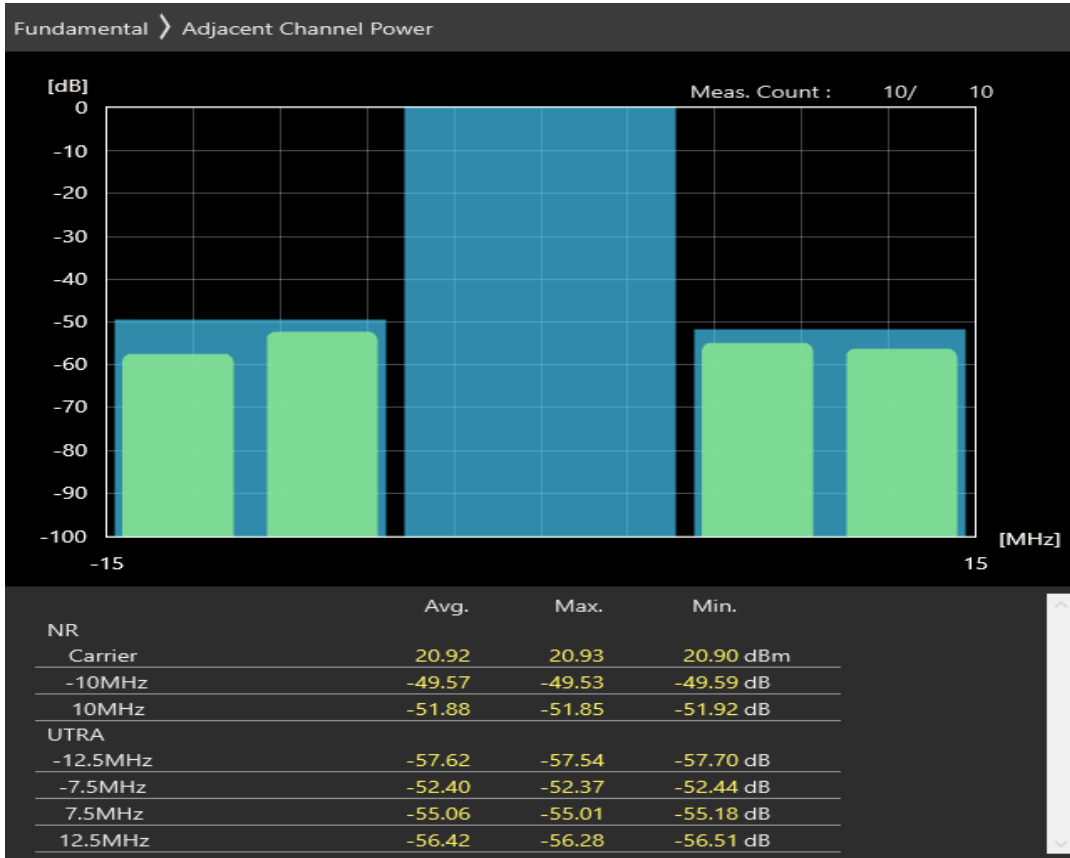 Fundamental 〉 Adjacent Channel Power
[dB]
Meas. Count : 10/ 10
0
-10
-20
-30
-40
-50
-60
-70
-80
-90
-100
[MHz]
-15 15
Avg. Max. Min.
NR
Carrier 20.92 20.93 20.90 dBm
-10MHz -49.57 -49.53 -49.59 dB
10MHz -51.88 -51.85 -51.92 dB
UTRA
-12.5MHz -57.62 -57.54 -57.70 dB
-7.5MHz -52.40 -52.37 -52.44 dB
7.5MHz -55.06 -55.01 -55.18 dB
12.5MHz -56.42 -56.28 -56.51 dB